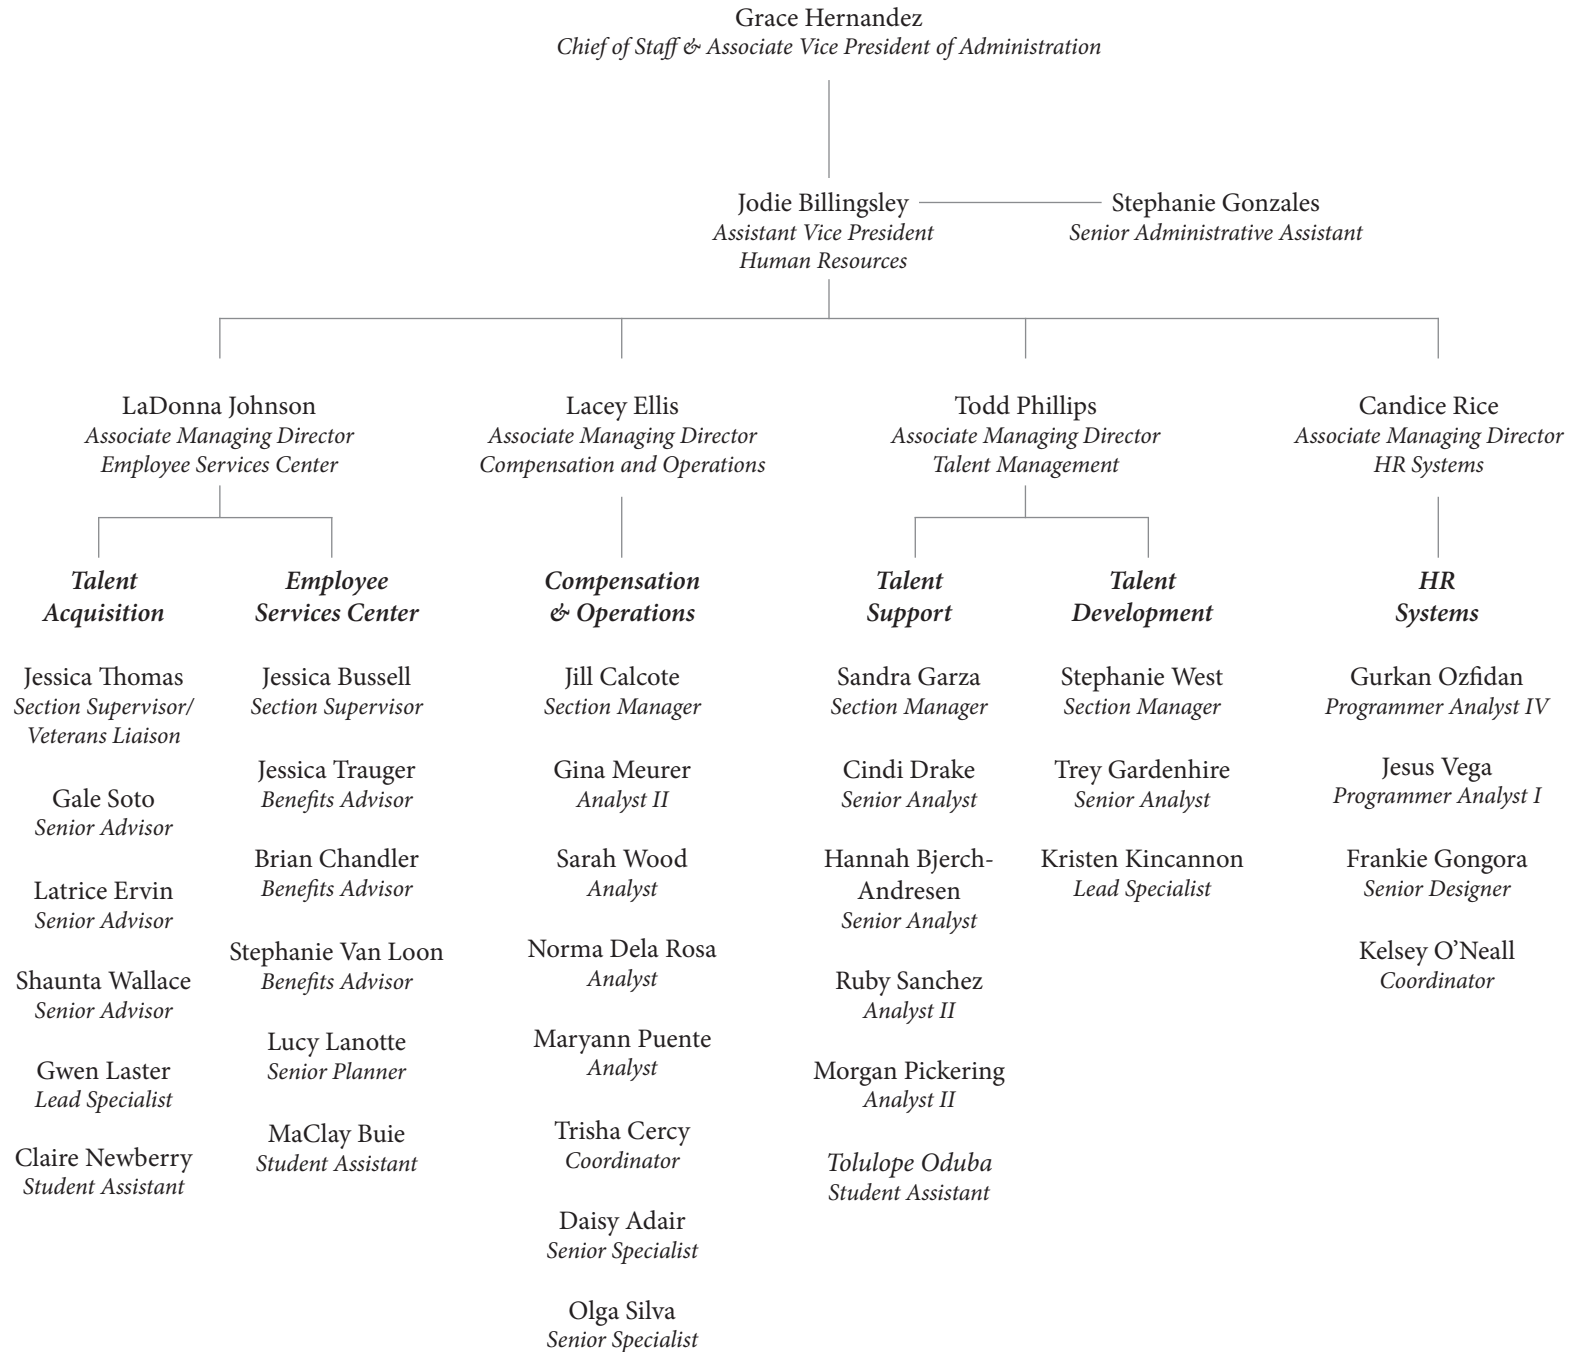 Grace Hernandez
Chief of Staff & Associate Vice President of Administration
Jodie Billingsley
Assistant Vice President
Human Resources
Stephanie Gonzales
Senior Administrative Assistant
LaDonna Johnson
Associate Managing Director
Employee Services Center
Lacey Ellis
Associate Managing Director
Compensation and Operations
Todd Phillips
Associate Managing Director
Talent Management
Candice Rice
Associate Managing Director
HR Systems
Talent
Acquisition
Jessica Thomas
Section Supervisor/
Veterans Liaison
Gale Soto
Senior Advisor
Latrice Ervin
Senior Advisor
Shaunta Wallace
Senior Advisor
Gwen Laster
Lead Specialist
Claire Newberry
Student Assistant
Employee
Services Center
Jessica Bussell
Section Supervisor
Jessica Trauger
Benefits Advisor
Brian Chandler
Benefits Advisor
Stephanie Van Loon
Benefits Advisor
Lucy Lanotte
Senior Planner
MaClay Buie
Student Assistant
Compensation
& Operations
Jill Calcote
Section Manager
Gina Meurer
Analyst II
Sarah Wood
Analyst
Norma Dela Rosa
Analyst
Maryann Puente
Analyst
Trisha Cercy
Coordinator
Daisy Adair
Senior Specialist
Olga Silva
Senior Specialist
Talent
Support
Sandra Garza
Section Manager
Cindi Drake
Senior Analyst
Hannah Bjerch-
Andresen
Senior Analyst
Ruby Sanchez
Analyst II
Morgan Pickering
Analyst II
Tolulope Oduba
Student Assistant
Talent
Development
Stephanie West
Section Manager
Trey Gardenhire
Senior Analyst
Kristen Kincannon
Lead Specialist
HR
Systems
Gurkan Ozfidan
Programmer Analyst IV
Jesus Vega
Programmer Analyst I
Frankie Gongora
Senior Designer
Kelsey O’Neall
Coordinator